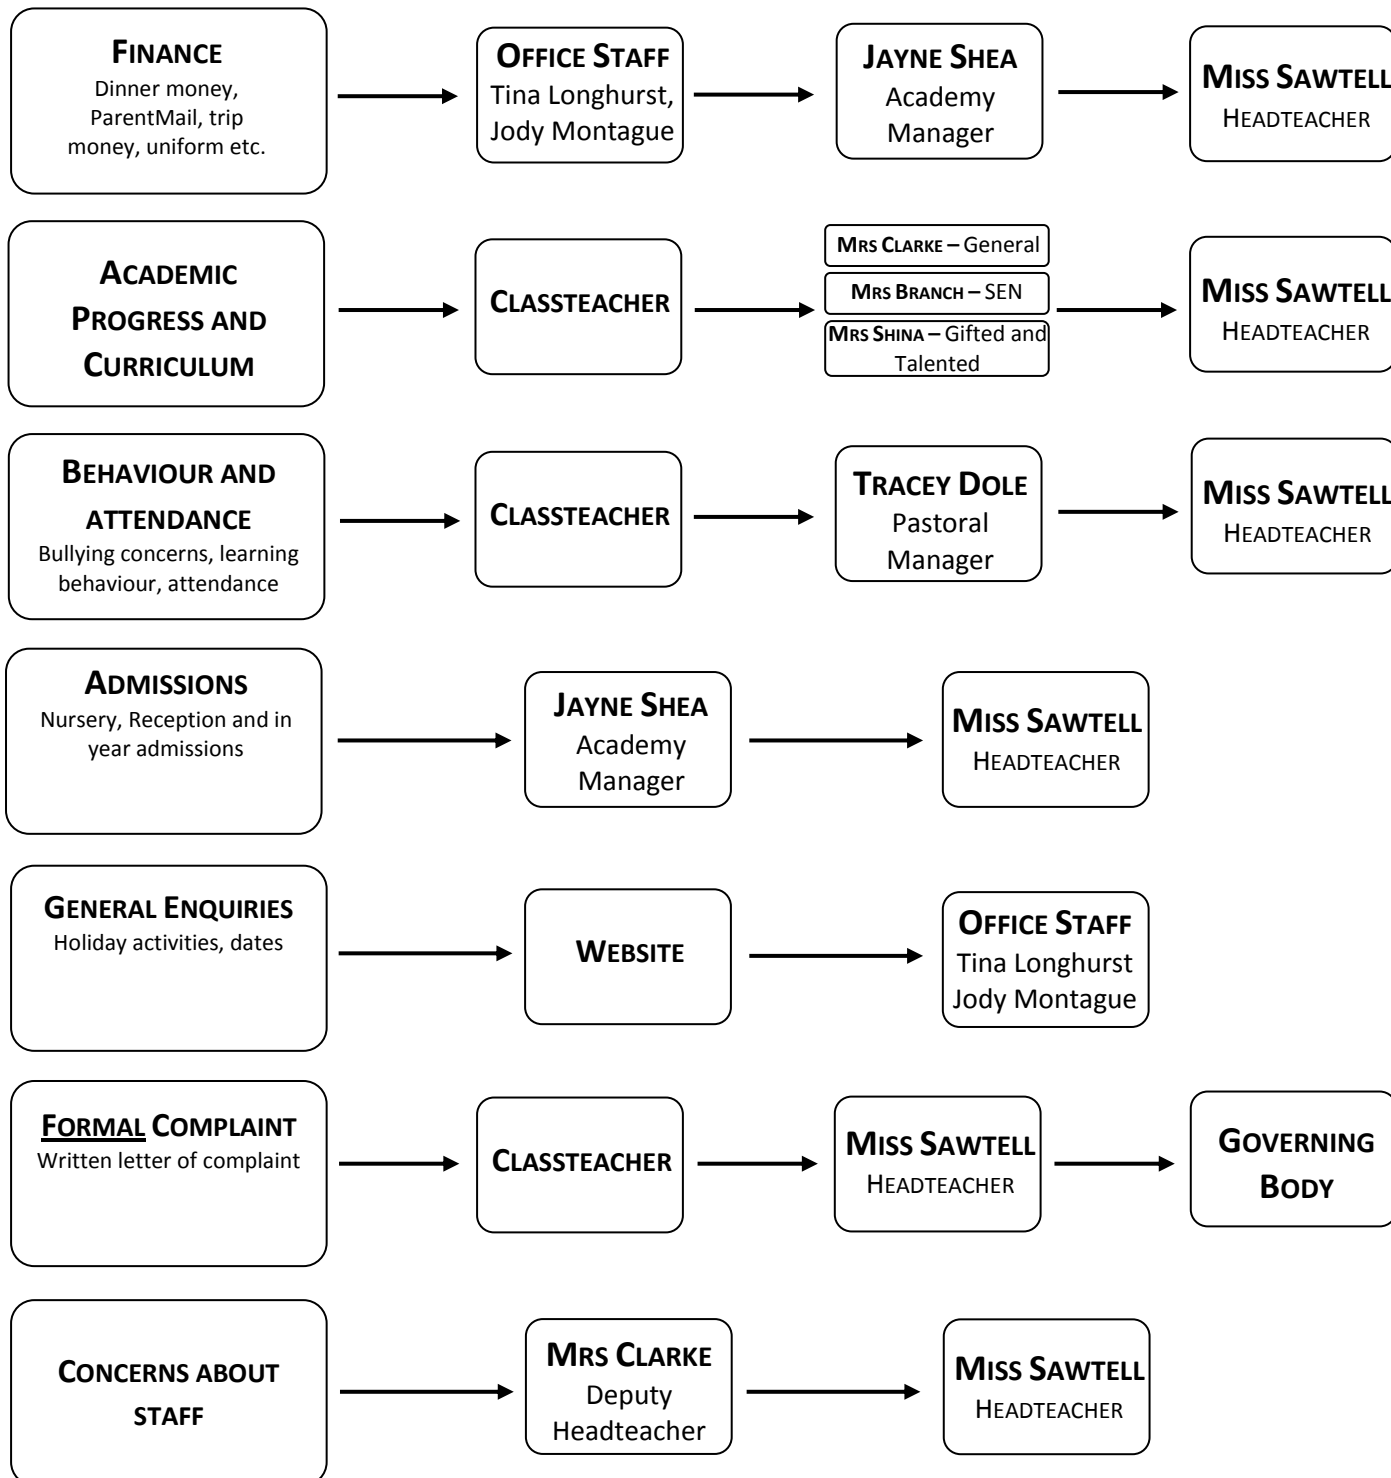 FINANCE
Dinner money,
ParentMail, trip
money, uniform etc.
OFFICE STAFF
Tina Longhurst,
Jody Montague
JAYNE SHEA
Academy
Manager
MISS SAWTELL
HEADTEACHER
ACADEMIC
PROGRESS AND
CURRICULUM
CLASSTEACHER
MRS CLARKE – General
MRS BRANCH – SEN
MRS SHINA – Gifted and
Talented
MISS SAWTELL
HEADTEACHER
BEHAVIOUR AND
ATTENDANCE
Bullying concerns, learning
behaviour, attendance
CLASSTEACHER
TRACEY DOLE
Pastoral
Manager
MISS SAWTELL
HEADTEACHER
ADMISSIONS
Nursery, Reception and in
year admissions
JAYNE SHEA
Academy
Manager
MISS SAWTELL
HEADTEACHER
GENERAL ENQUIRIES
Holiday activities, dates
WEBSITE
OFFICE STAFF
Tina Longhurst
Jody Montague
FORMAL COMPLAINT
Written letter of complaint
CLASSTEACHER
MISS SAWTELL
HEADTEACHER
GOVERNING
BODY
CONCERNS ABOUT
STAFF
MRS CLARKE
Deputy
Headteacher
MISS SAWTELL
HEADTEACHER